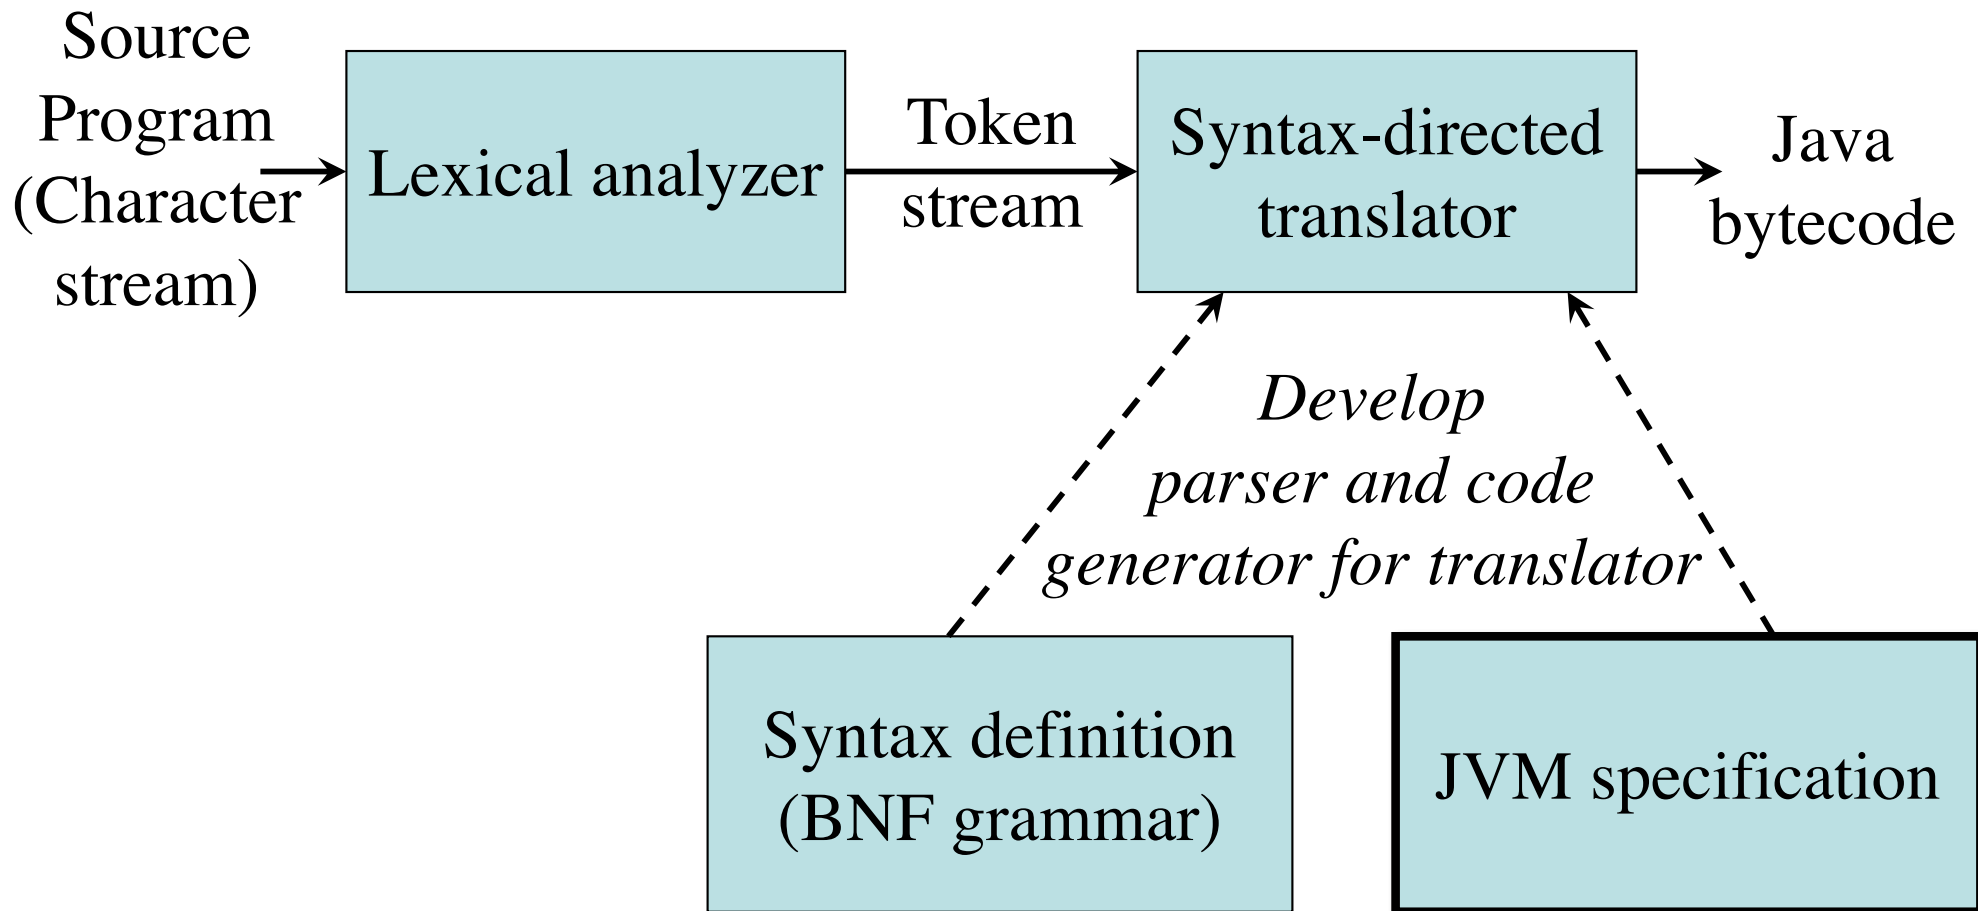 Source
Program
(Character
stream)
Lexical analyzer
Token
stream
Syntax-directed
translator
Java
bytecode
Develop
parser and code
generator for translator
Syntax definition
(BNF grammar)
JVM specification